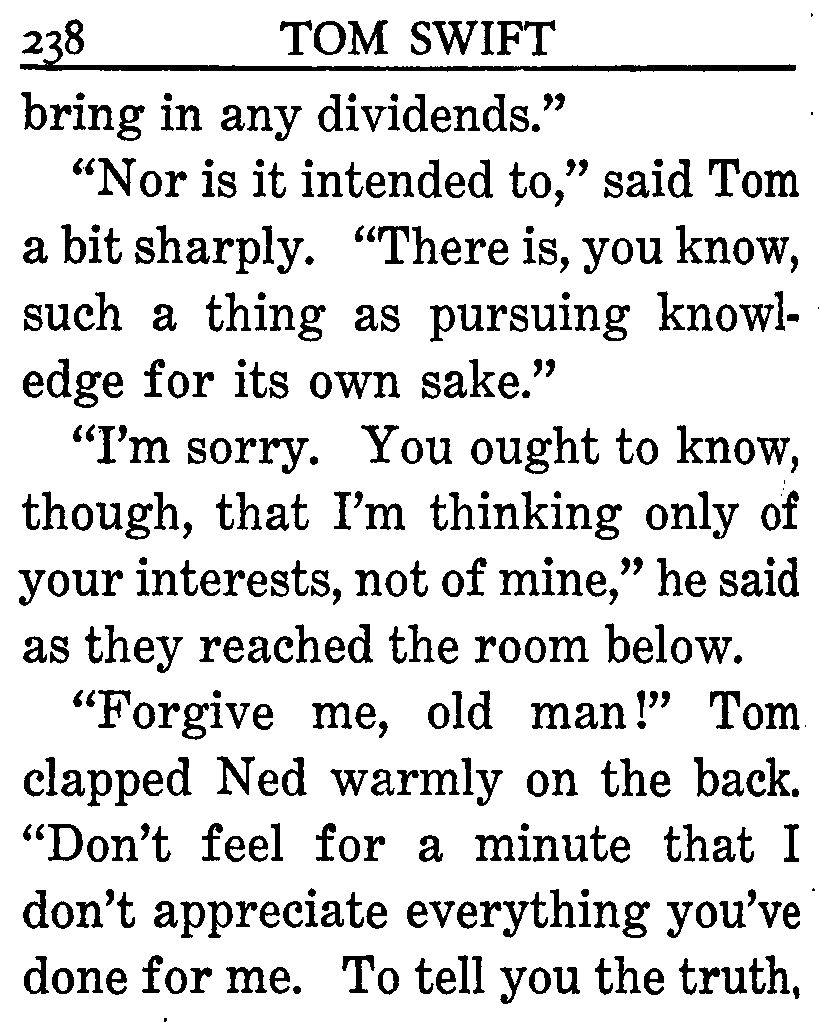 238 TOM SWIFT
bring in any dividends.”
“Nor is it intended to,” said Tom
a bit sharply. “There is, you know,
such a thing as pursuing knowl-
edge for its own sake.”
“I’m sorry. You ought to know,
though, that I’m thinking only of
your interests, not of mine,” he said
as they reached the room below.
“Forgive me, old man!” Tom
clapped Ned warmly on the back.
“Don’t feel for a minute that I
don’t appreciate everything you’ve
done for me. To tell you the truth,